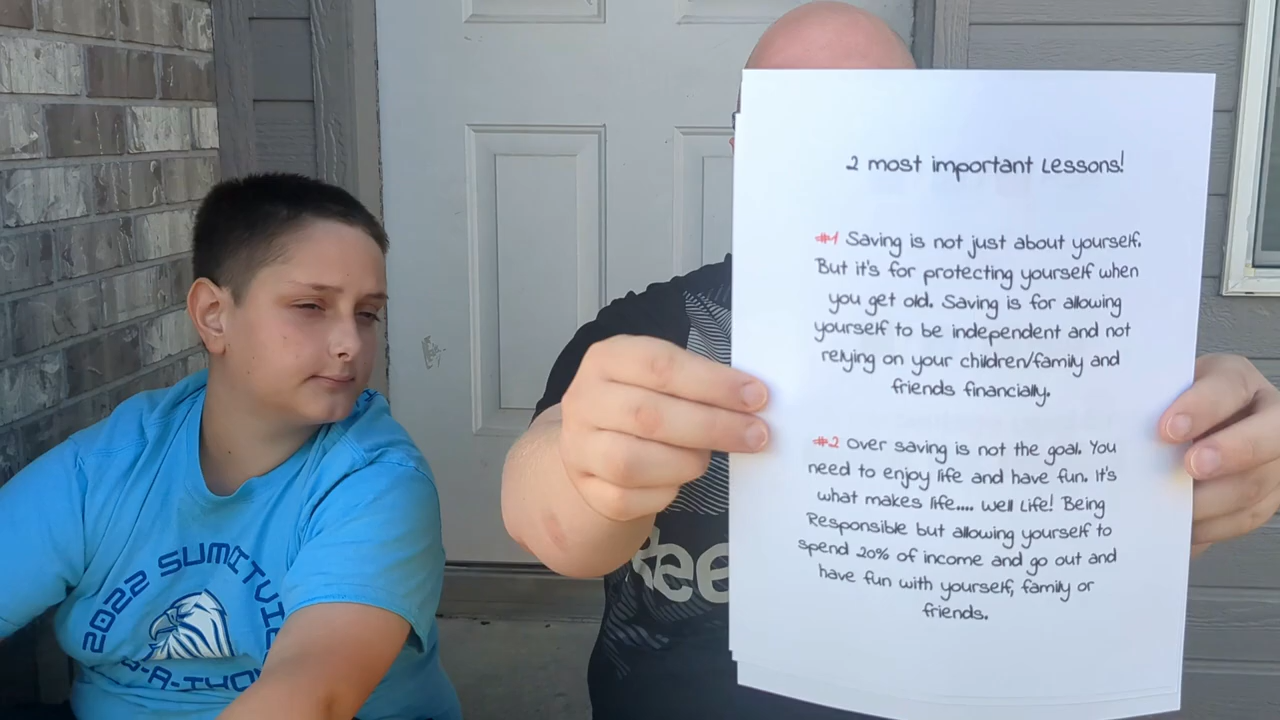 2 most important Lessons!
#1 Saving is not just about yourself.
But it's for protecting yourself when
you get old. Saving is for allowing
yourself to be independent and not
relying on your children/family and
friends financially.
#2 Over saving is not the goal. You
need to enjoy life and have fun. It's
what makes life.... well Life! Being
Responsible but allowing yourself to
spend 20% of income and go out and
have fun with yourself, family or
friends.
2022 SUMITVIE
-A-THON
Ree